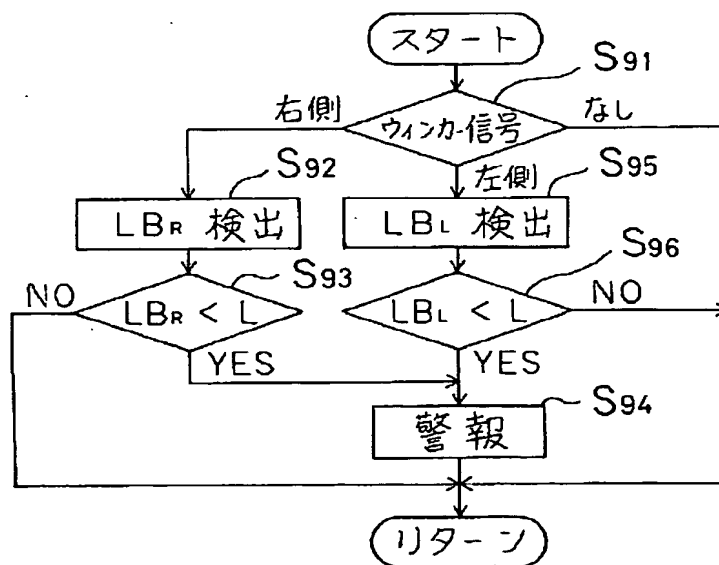 スタート
S91
右側
ウィンカー信号
なし
S92
左側
S95
LBR 検出
LBL 検出
S93
S96
NO
LBR < L
LBL < L
NO
YES
YES
S94
警報
リターン